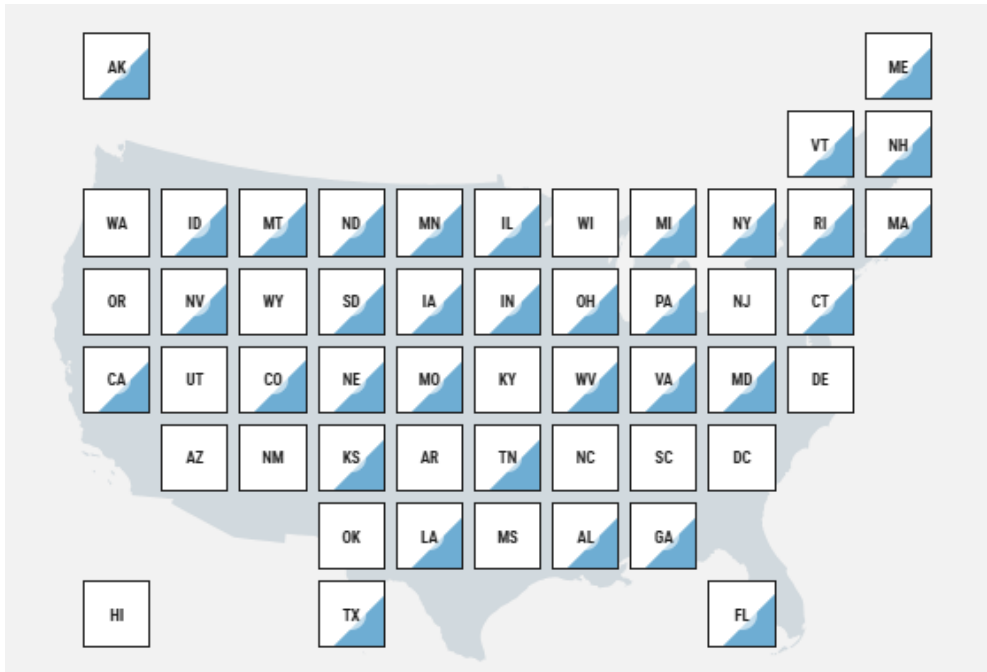 AK ME
VT NH
WA ID MT ND MN IL WI MI NY RI MA
OR NV WY SD IA IN OH PA NJ CT
CA UT CO NE MO KY WV VA MD DE
AZ NM KS AR TN NC SC DC
OK LA MS AL GA
HI TX FL